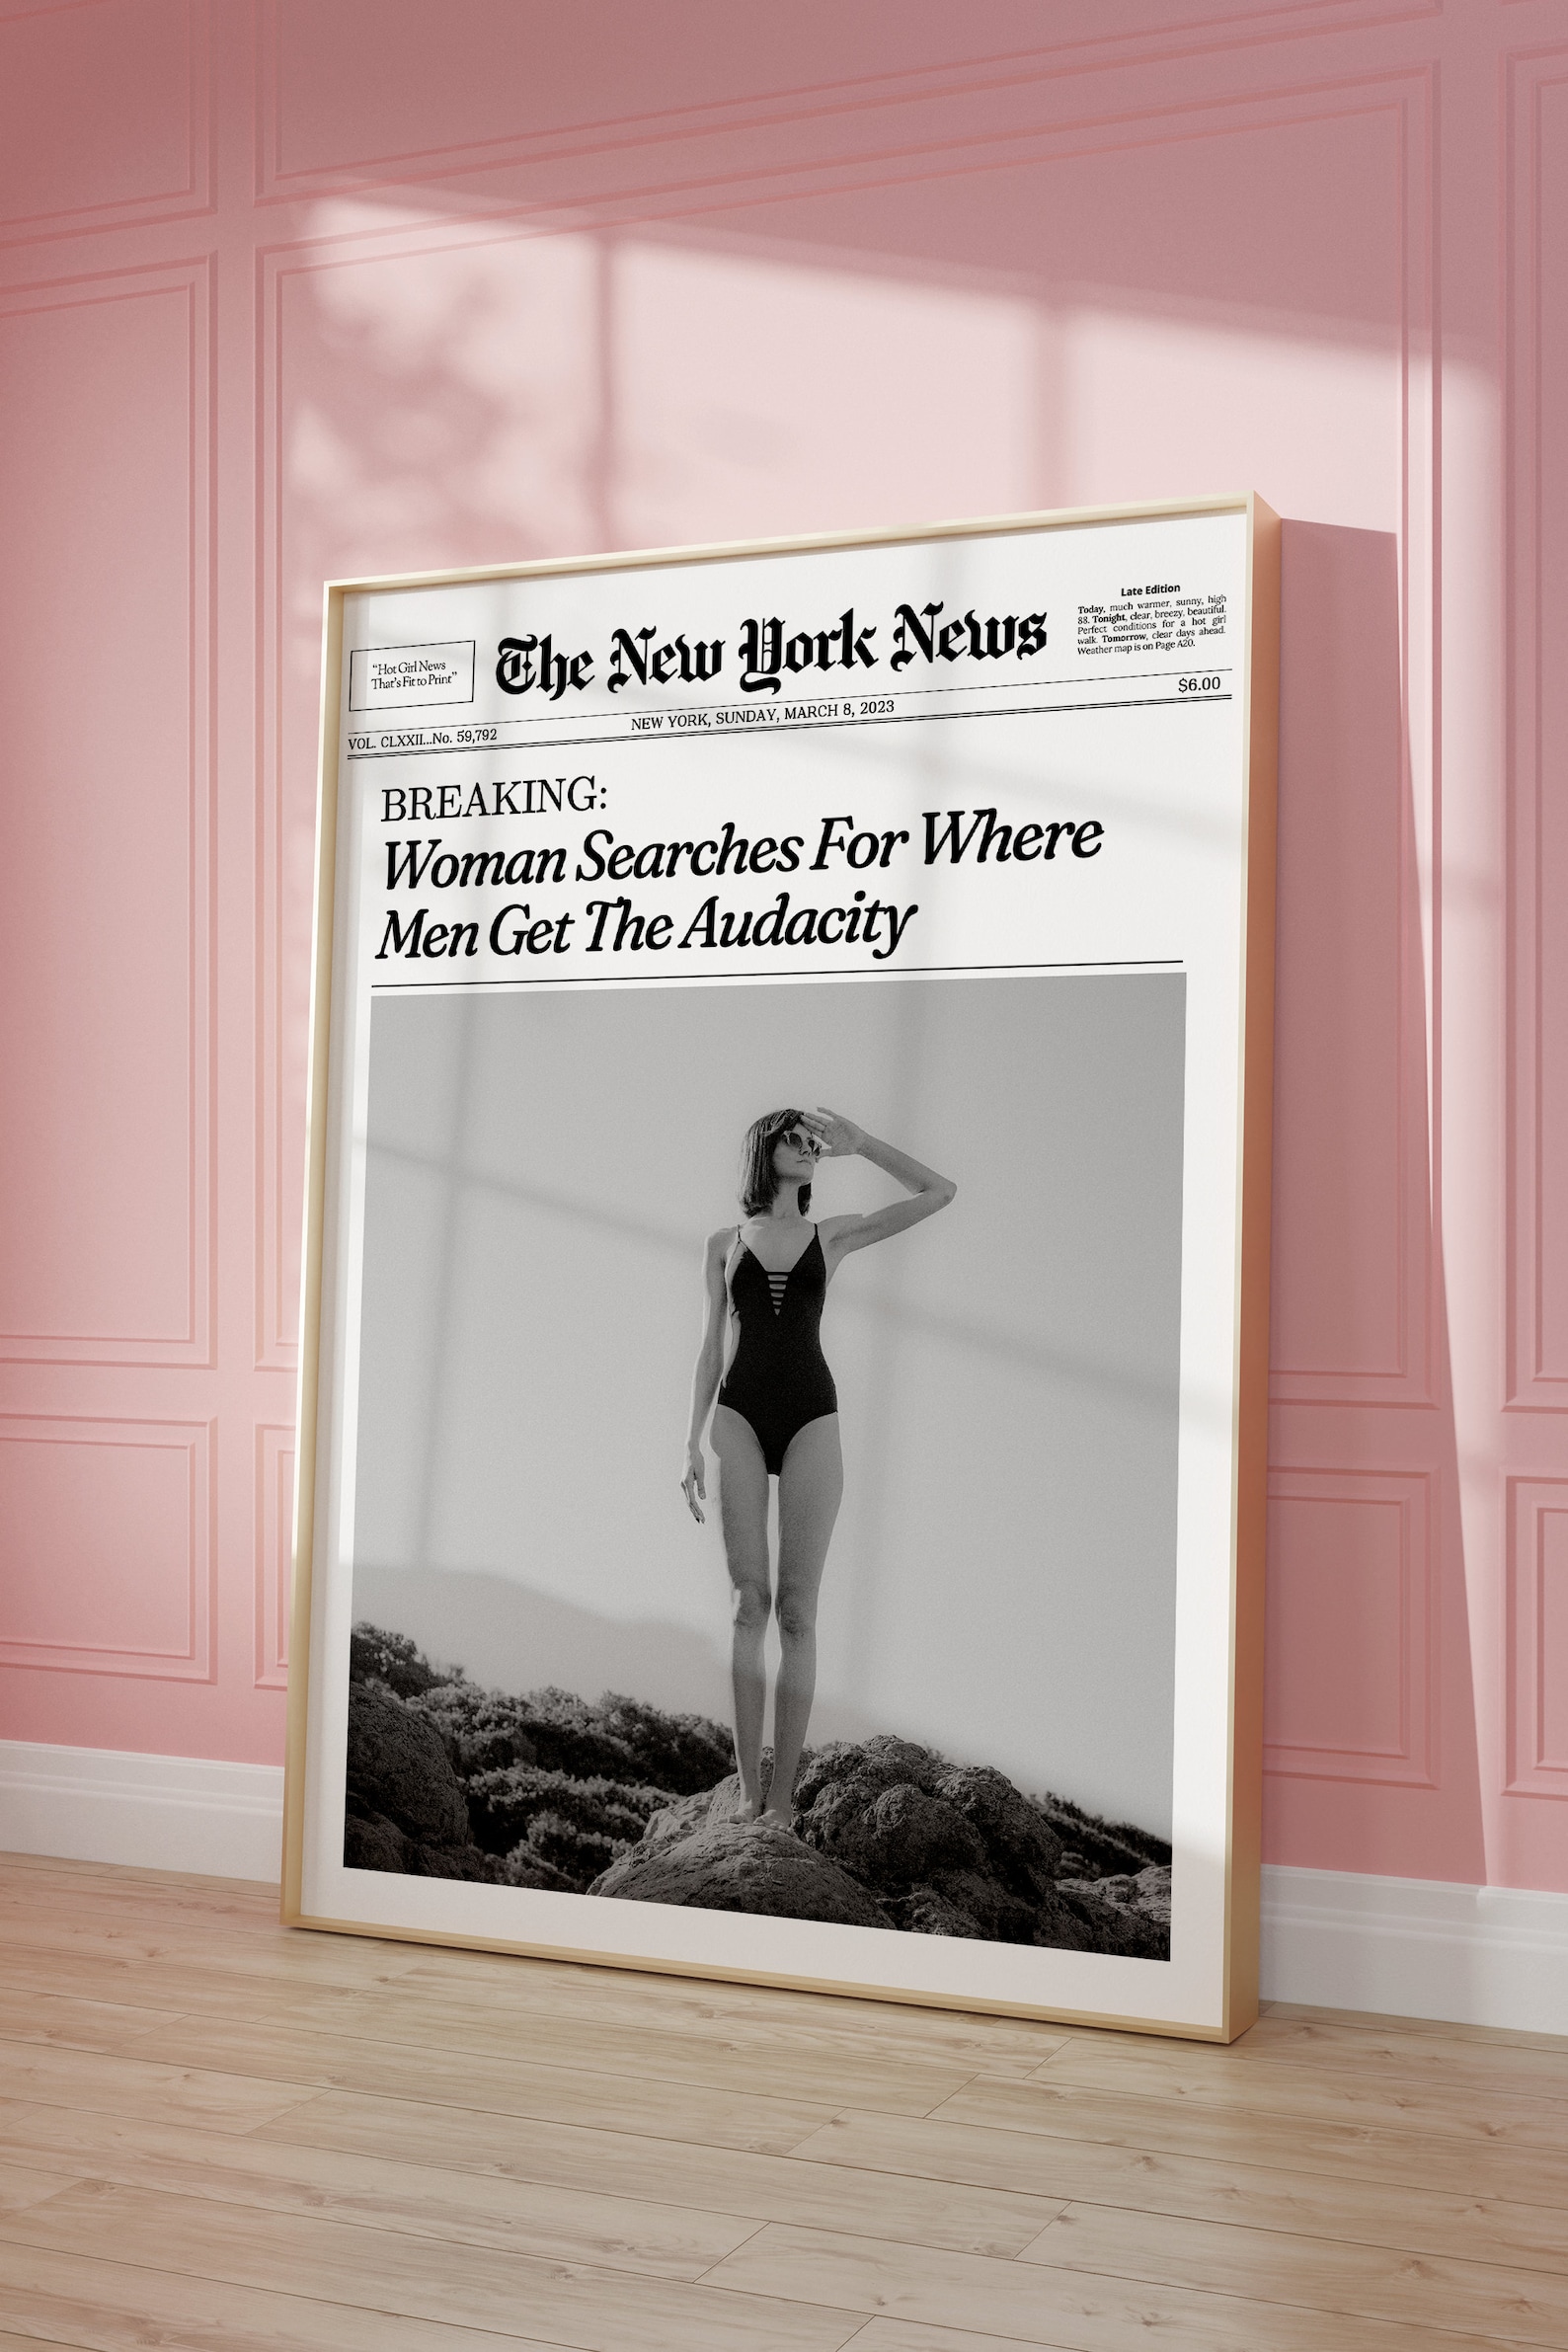 "Hot Girl News
That's Fit to Print"
The New York News
Late Edition
Today, much warmer, sunny, high
88. Tonight, clear, breezy, beautiful.
Perfect conditions for a hot girl
walk. Tomorrow, clear days ahead.
Weather map is on Page A20.
VOL. CLXXII...No. 59,792
NEW YORK, SUNDAY, MARCH 8, 2023
$6.00
BREAKING:
Woman Searches For Where
Men Get The Audacity